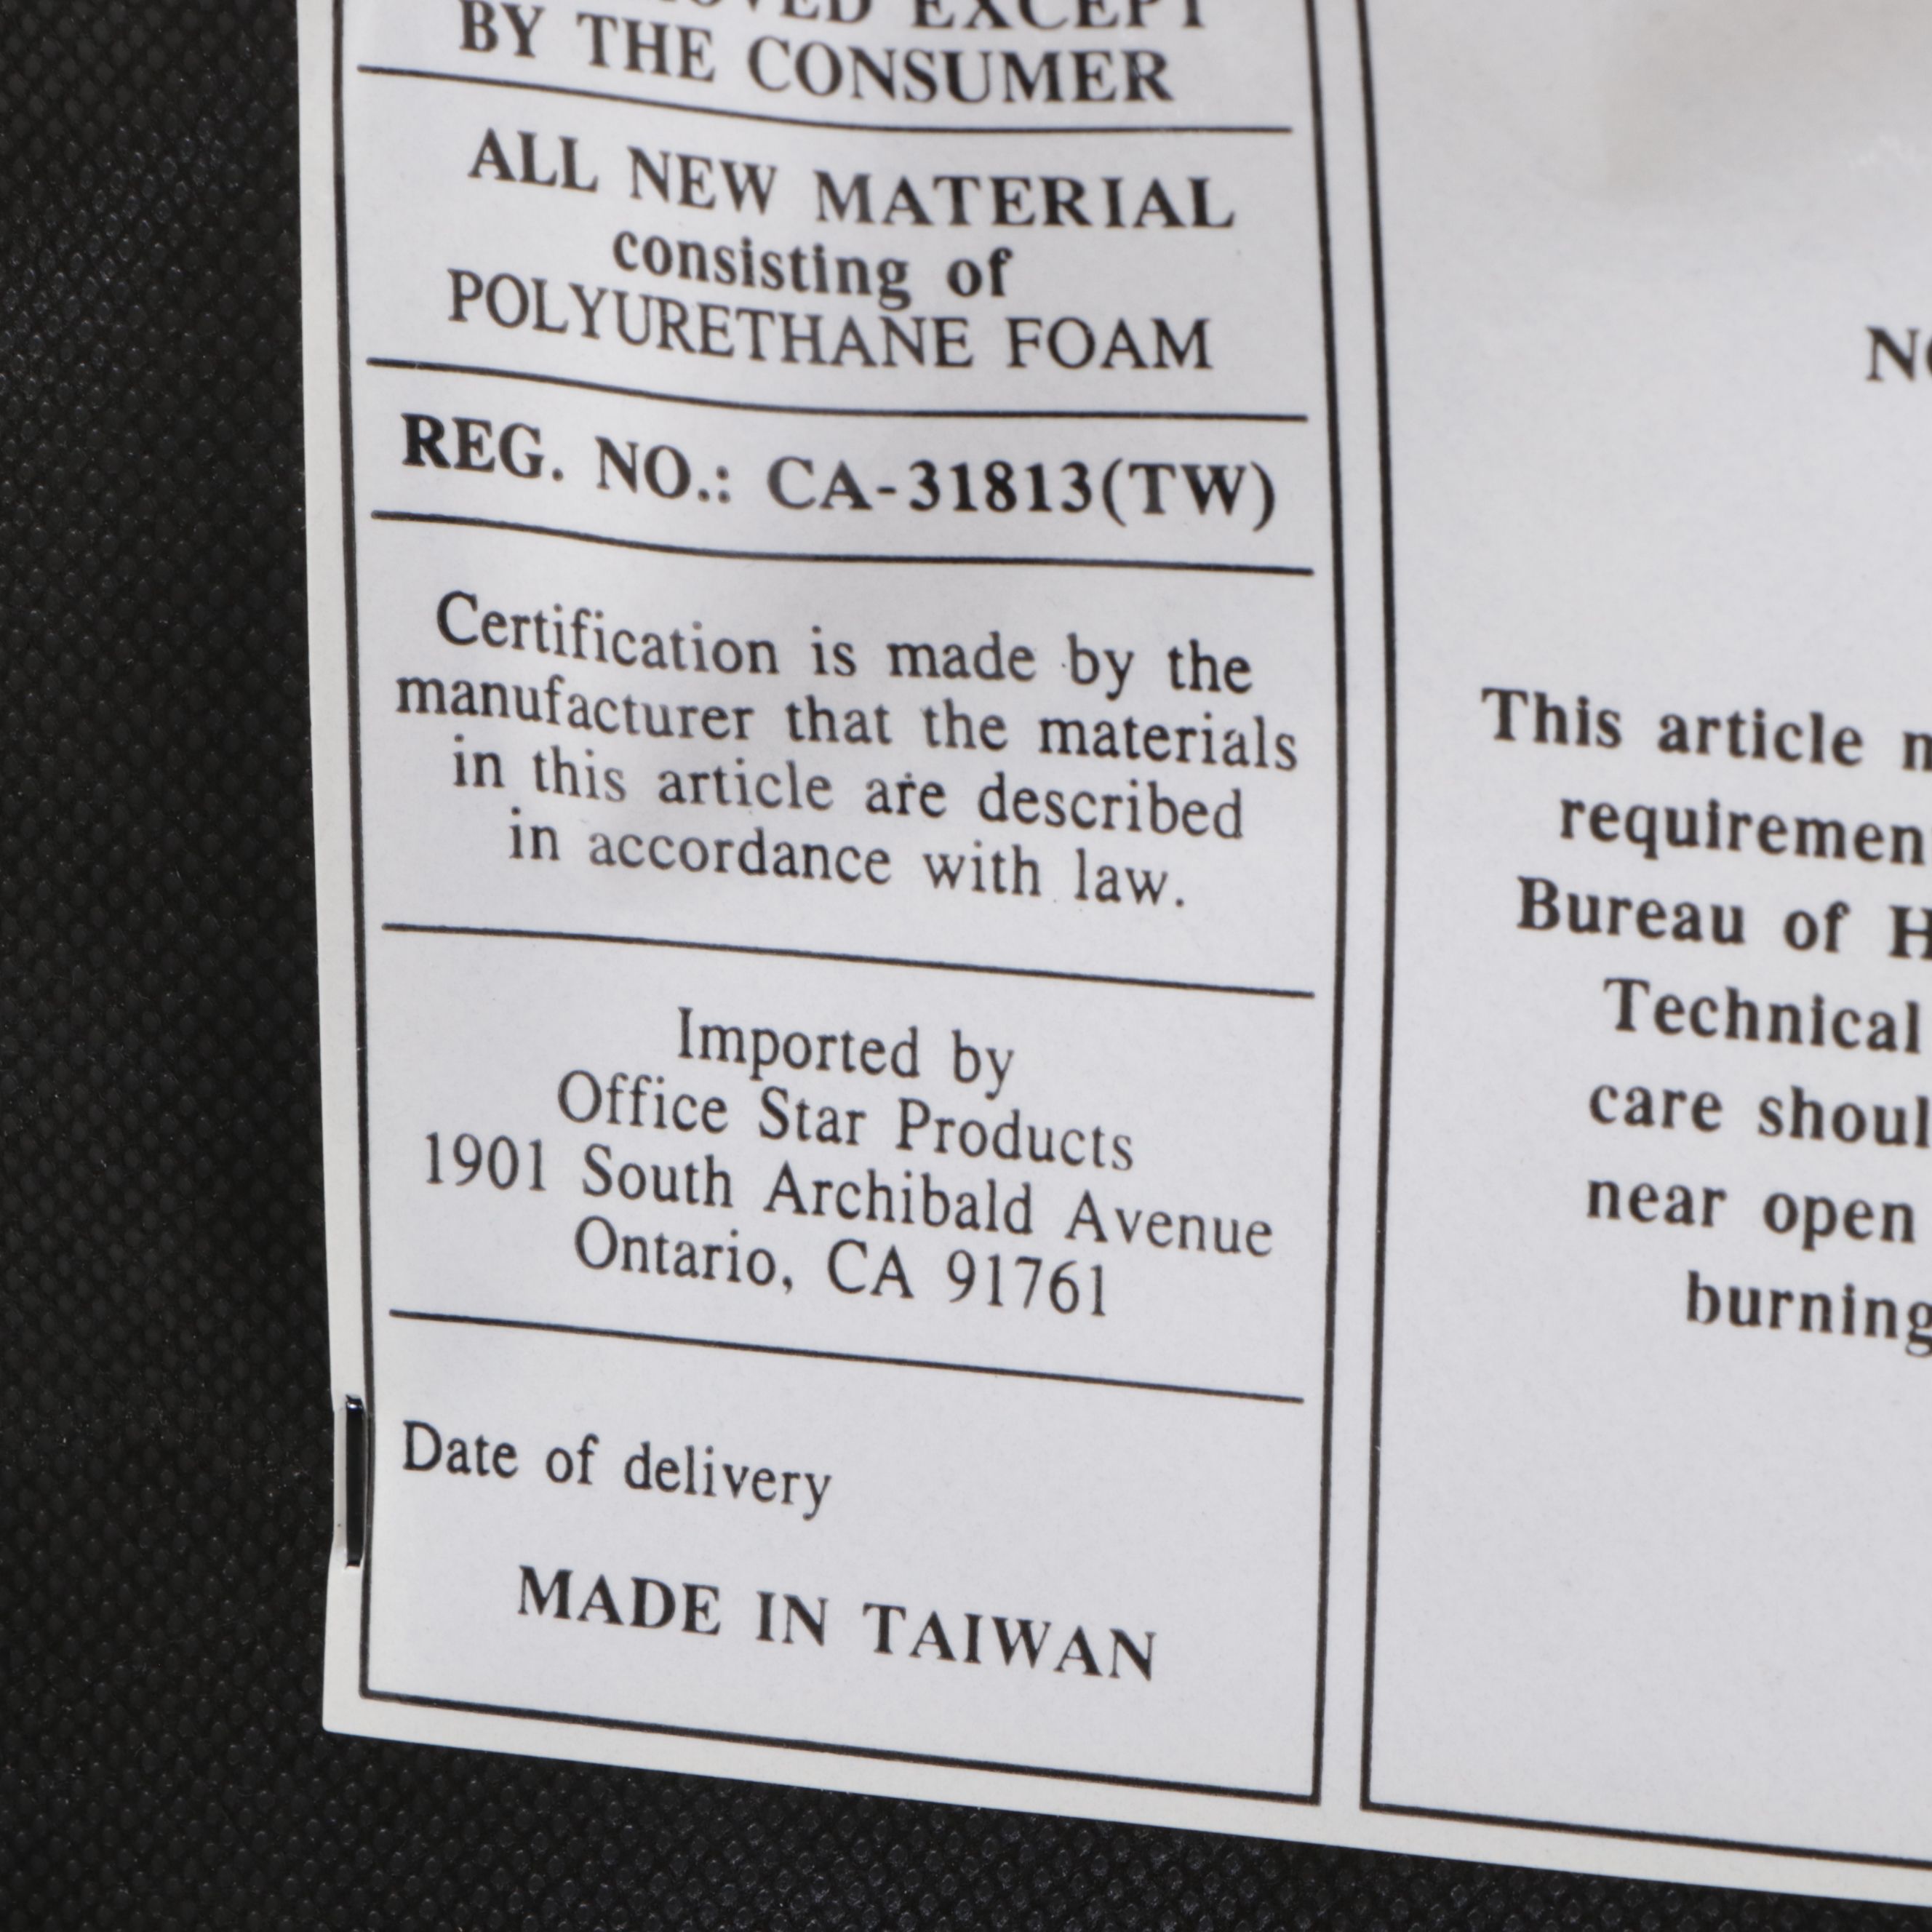 EXCEPT
BY THE CONSUMER
ALL NEW MATERIAL
consisting of
POLYURETHANE FOAM
REG. NO.: CA-31813(TW)
Certification is made by the
manufacturer that the materials
in this article are described
in accordance with law.
Imported by
Office Star Products
1901 South Archibald Avenue
Ontario, CA 91761
Date of delivery
MADE IN TAIWAN
This article
Bureau of
Technical
care
near open
burning